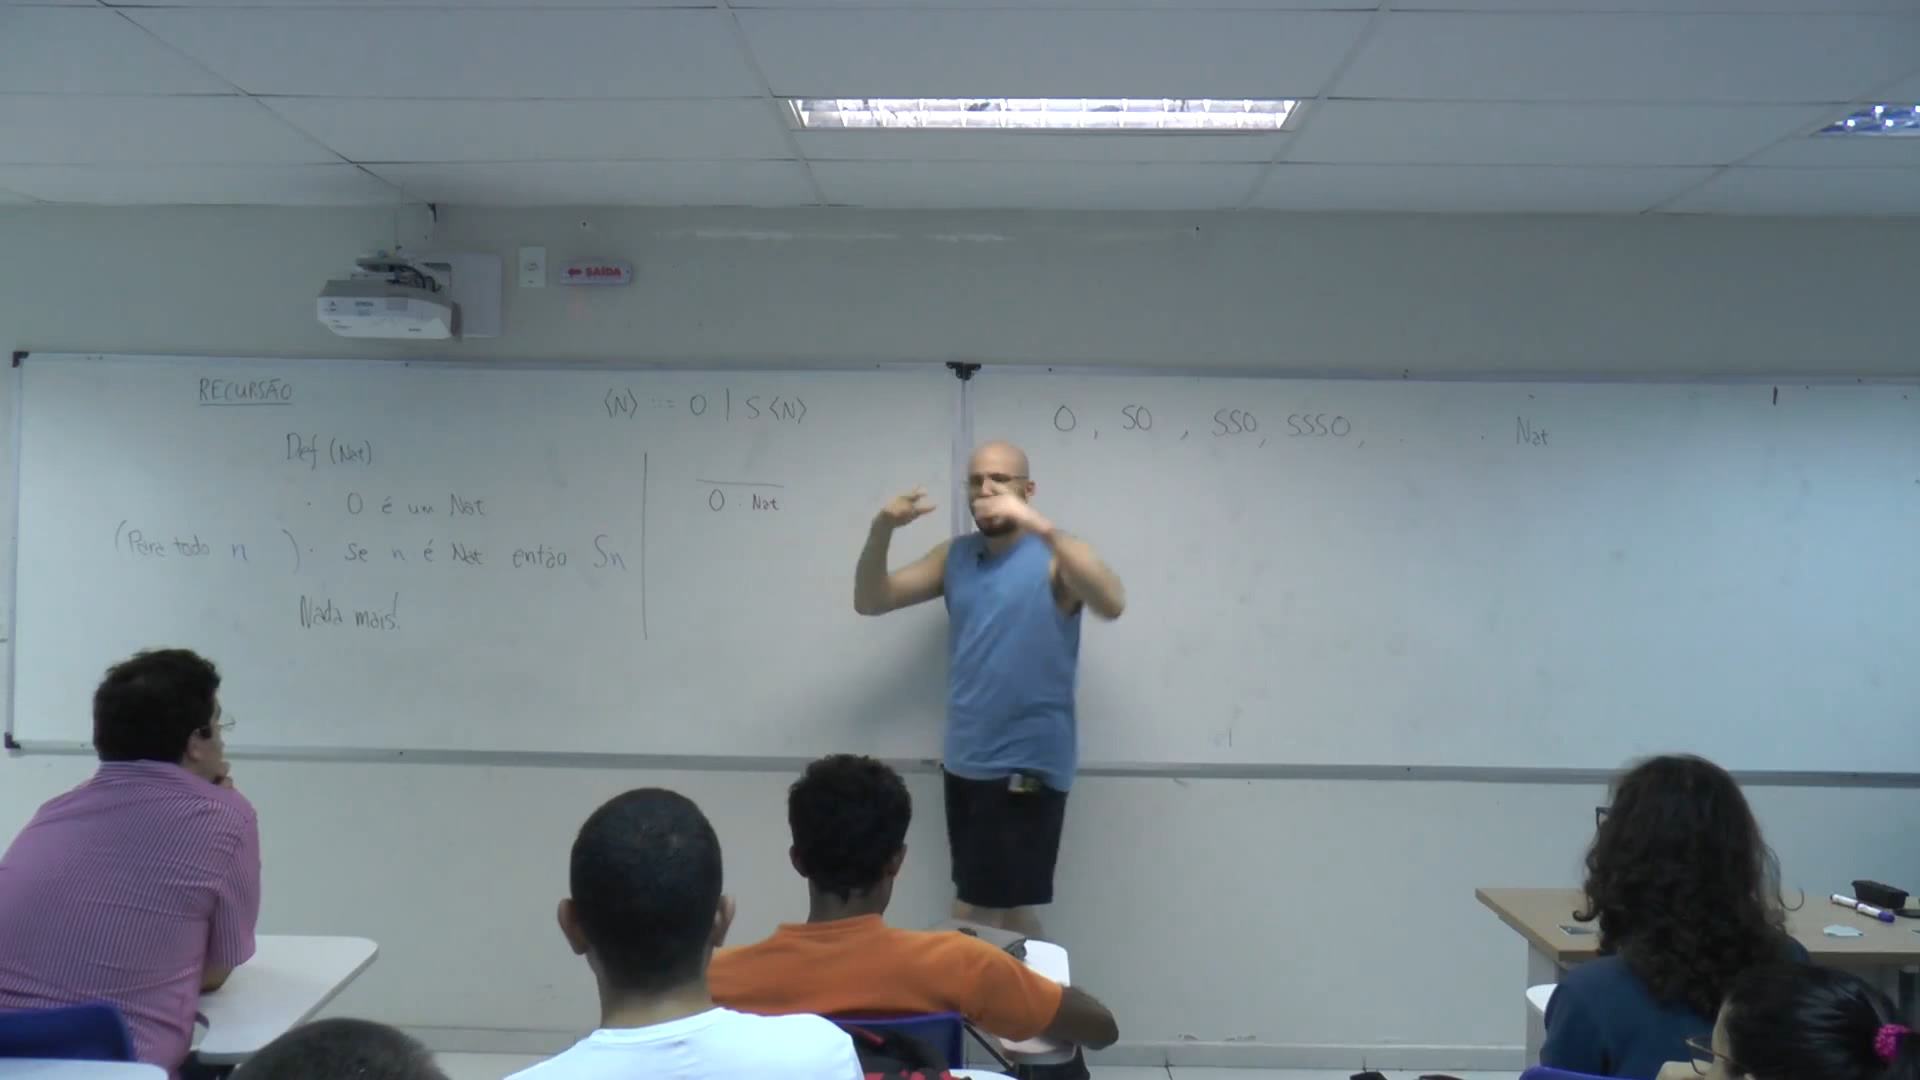 ← SAÍDA
RECURSÃO
Def (Nat)
· O é um Nat
(Para todo n ) · Se n é Nat então Sn
Nada mais!
⟨N⟩ ::= O | S⟨N⟩
O : Nat
O , SO , SSO, SSSO, . . Nat